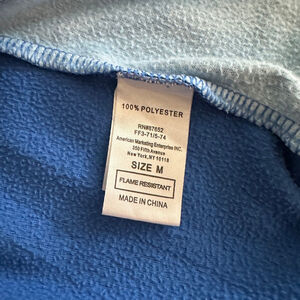 100% POLYESTER
RN#87652
FF3-71/5-74
American Marketing Enterprise INC.
350 Fifth Avenue
New York, NY 10118
SIZE M
FLAME RESISTANT
MADE IN CHINA